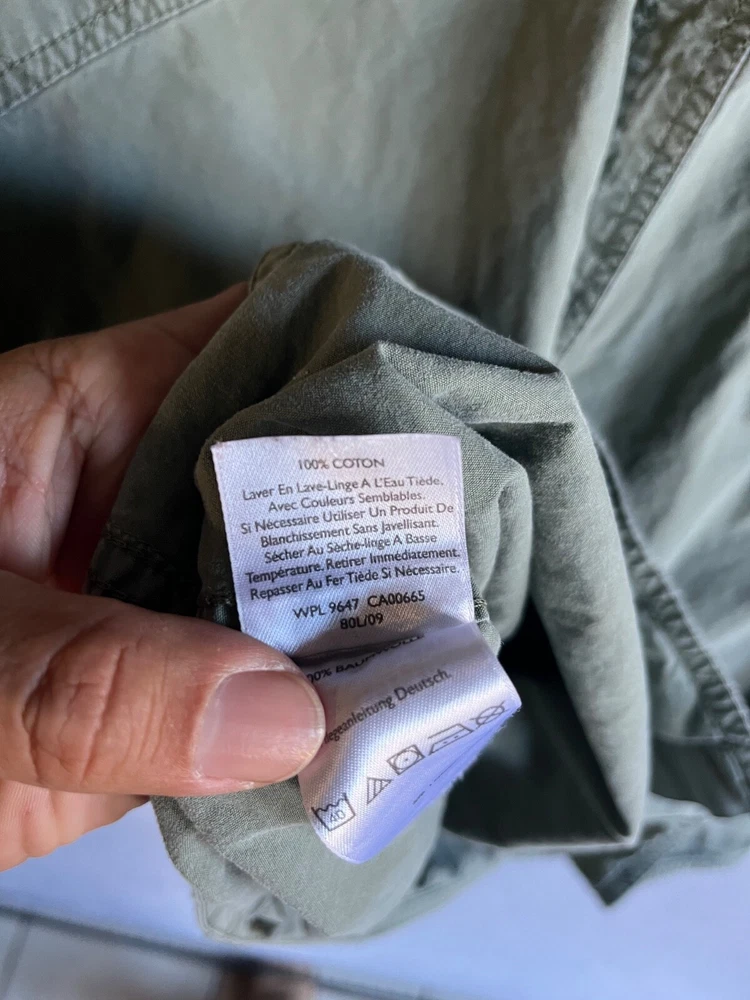 100% COTON
Laver En Lave-Linge A L'Eau Tiède,
Avec Couleurs Semblables.
Si Nécessaire Utiliser Un Produit De
Blanchissement Sans Javellisant.
Sécher Au Sèche-linge A Basse
Température, Retirer Immédiatement.
Repasser Au Fer Tiède Si Nécessaire.
WPL 9647 CA00665
80L/09
Deutsch.
40